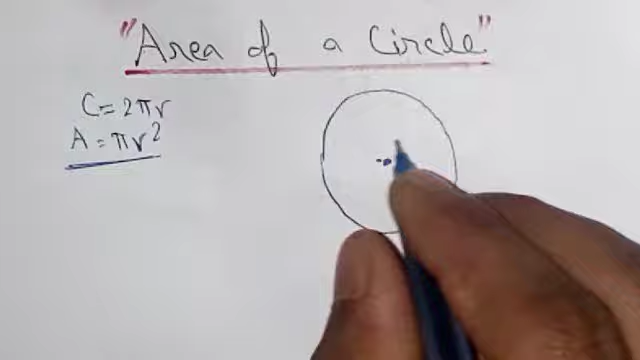 "Area of a Circle"
C = 2πr
A = πr²